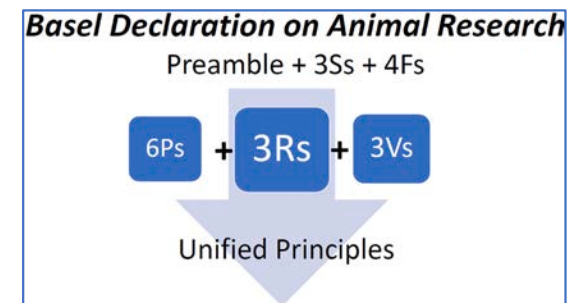 Basel Declaration on Animal Research
Preamble + 3Ss + 4Fs
6Ps + 3Rs + 3Vs
Unified Principles